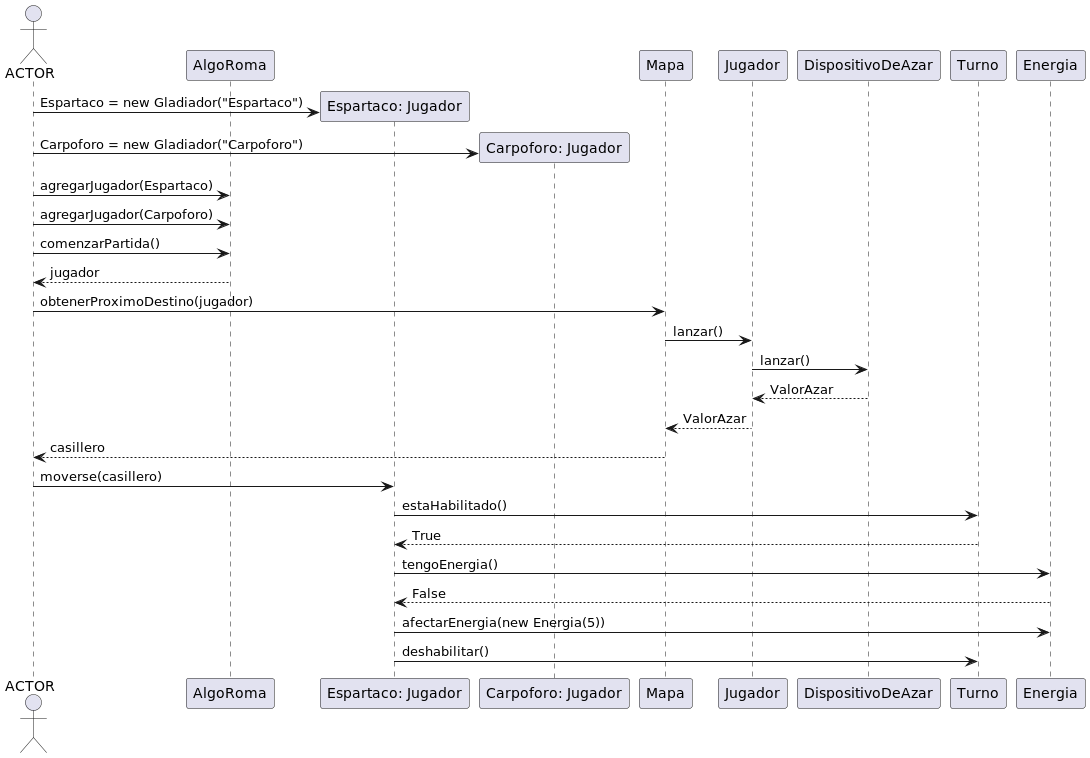 ACTOR
AlgoRoma
Mapa
Jugador
DispositivoDeAzar
Turno
Energia
Espartaco = new Gladiador("Espartaco")
Espartaco: Jugador
Carpoforo = new Gladiador("Carpoforo")
Carpoforo: Jugador
agregarJugador(Espartaco)
agregarJugador(Carpoforo)
comenzarPartida()
jugador
obtenerProximoDestino(jugador)
lanzar()
lanzar()
ValorAzar
ValorAzar
casillero
moverse(casillero)
estaHabilitado()
True
tengoEnergia()
False
afectarEnergia(new Energia(5))
deshabilitar()
ACTOR
AlgoRoma
Espartaco: Jugador
Carpoforo: Jugador
Mapa
Jugador
DispositivoDeAzar
Turno
Energia